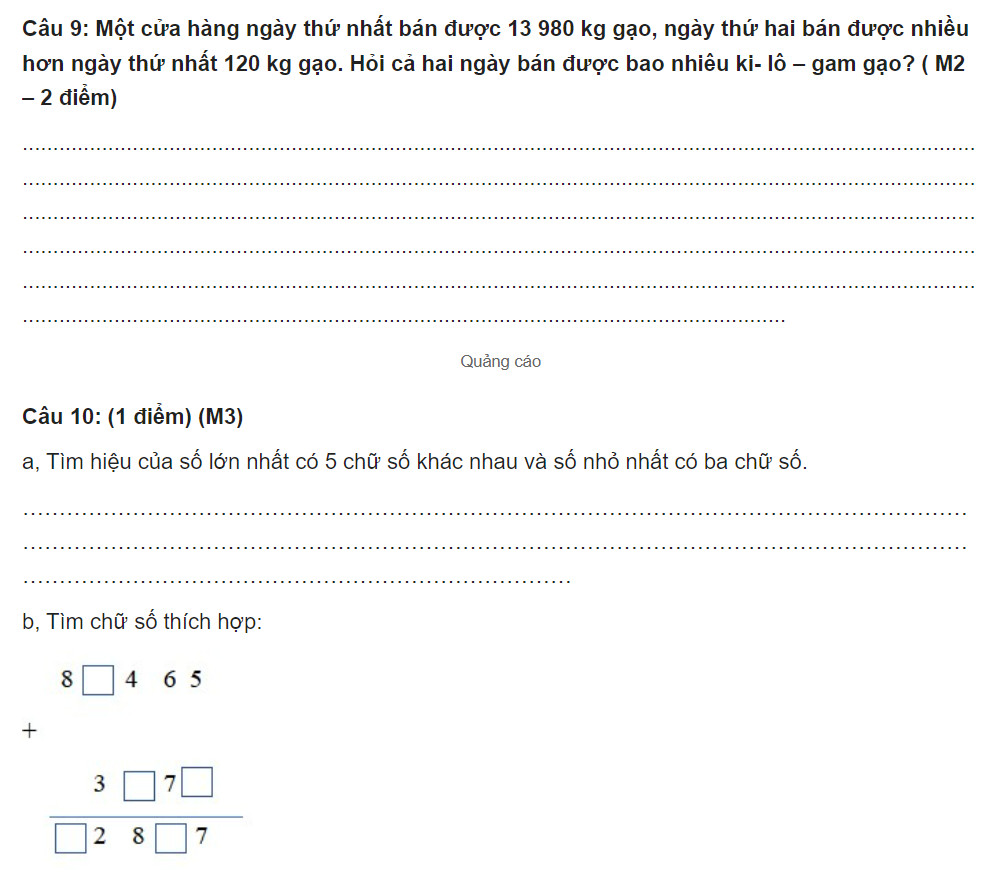 Câu 9: Một cửa hàng ngày thứ nhất bán được 13 980 kg gạo, ngày thứ hai bán được nhiều
hơn ngày thứ nhất 120 kg gạo. Hỏi cả hai ngày bán được bao nhiêu ki- lô – gam gạo? ( M2
– 2 điểm)
Quảng cáo
Câu 10: (1 điểm) (M3)
a, Tìm hiệu của số lớn nhất có 5 chữ số khác nhau và số nhỏ nhất có ba chữ số.
b, Tìm chữ số thích hợp:
8 □ 4 6 5
+
3 □ 7 □
□ 2 8 □ 7